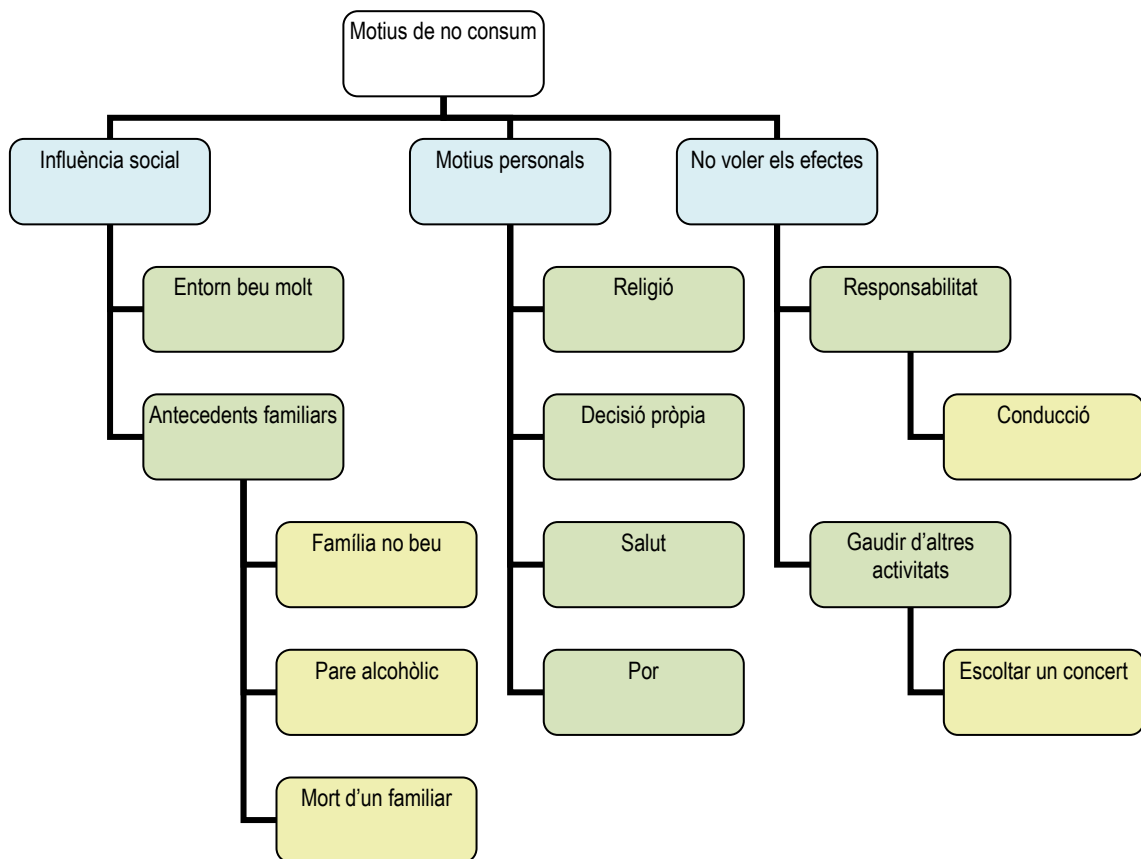 Motius de no consum
Influència social
Motius personals
No voler els efectes
Entorn beu molt
Religió
Responsabilitat
Antecedents familiars
Decisió pròpia
Conducció
Família no beu
Salut
Gaudir d’altres
activitats
Pare alcohòlic
Por
Escoltar un concert
Mort d’un familiar